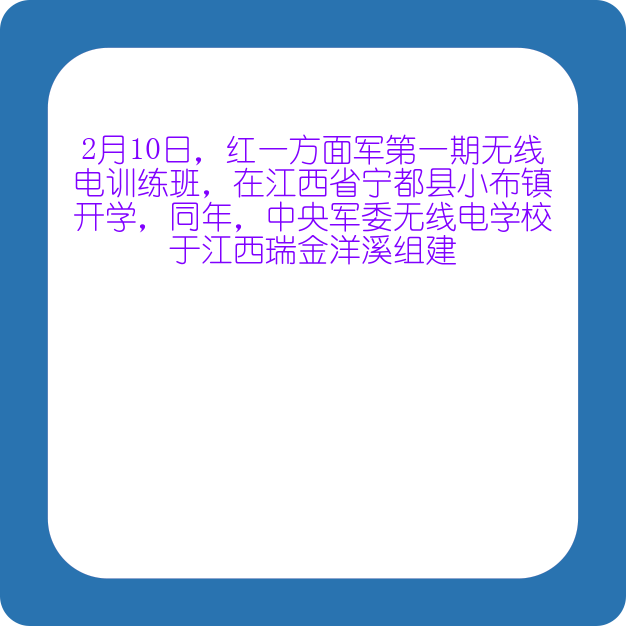 2月10日，红一方面军第一期无线
电训练班，在江西省宁都县小布镇
开学，同年，中央军委无线电学校
于江西瑞金洋溪组建